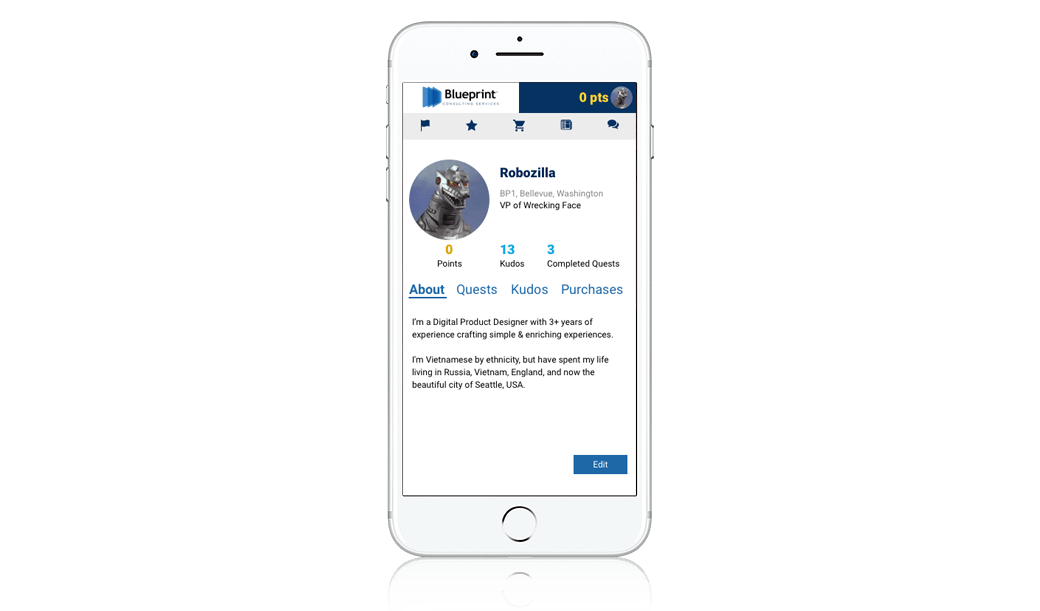 Blueprint
CONSULTING SERVICES
0 pts
Robozilla
BP1, Bellevue, Washington
VP of Wrecking Face
0 13 3
Points Kudos Completed Quests
About Quests Kudos Purchases
I'm a Digital Product Designer with 3+ years of
experience crafting simple & enriching experiences.
I'm Vietnamese by ethnicity, but have spent my life
living in Russia, Vietnam, England, and now the
beautiful city of Seattle, USA.
Edit